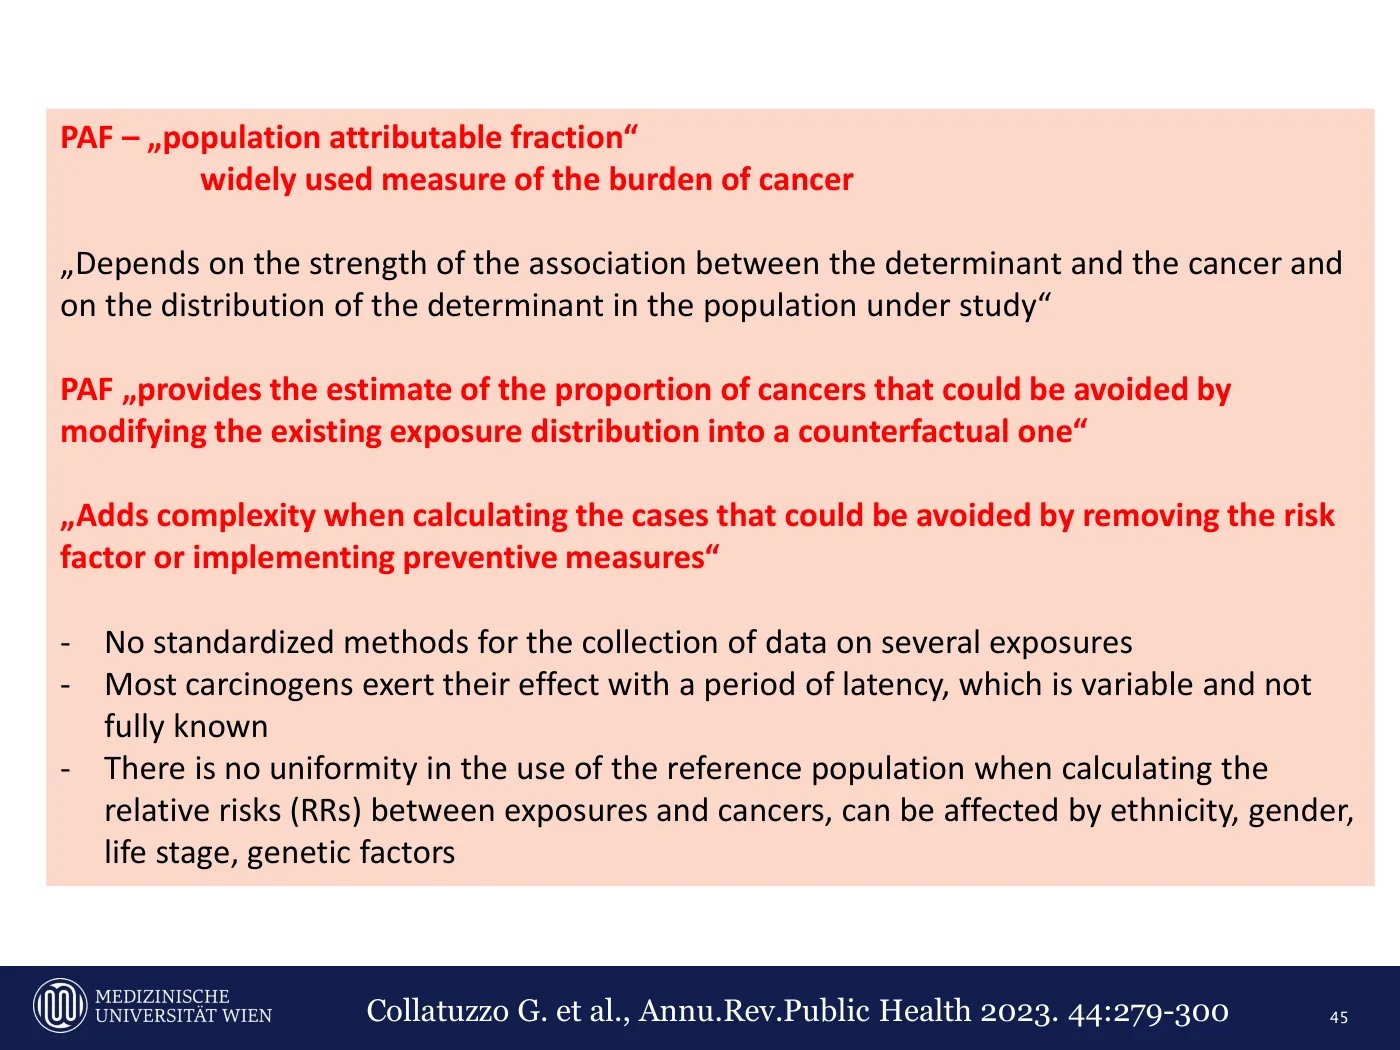 PAF – „population attributable fraction“
widely used measure of the burden of cancer
„Depends on the strength of the association between the determinant and the cancer and
on the distribution of the determinant in the population under study“
PAF „provides the estimate of the proportion of cancers that could be avoided by
modifying the existing exposure distribution into a counterfactual one“
„Adds complexity when calculating the cases that could be avoided by removing the risk
factor or implementing preventive measures“
- No standardized methods for the collection of data on several exposures
- Most carcinogens exert their effect with a period of latency, which is variable and not
fully known
- There is no uniformity in the use of the reference population when calculating the
relative risks (RRs) between exposures and cancers, can be affected by ethnicity, gender,
life stage, genetic factors
MEDIZINISCHE
UNIVERSITÄT WIEN
Collatuzzo G. et al., Annu.Rev.Public Health 2023. 44:279-300
45